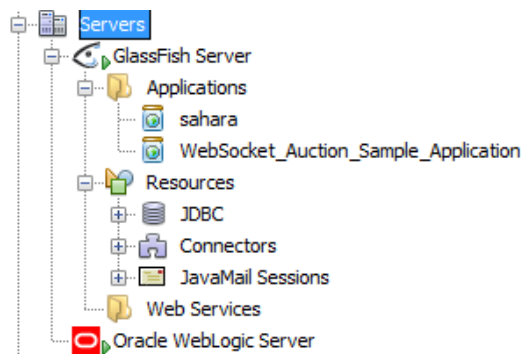 Servers
GlassFish Server
Applications
sahara
WebSocket_Auction_Sample_Application
Resources
JDBC
Connectors
JavaMail Sessions
Web Services
Oracle WebLogic Server